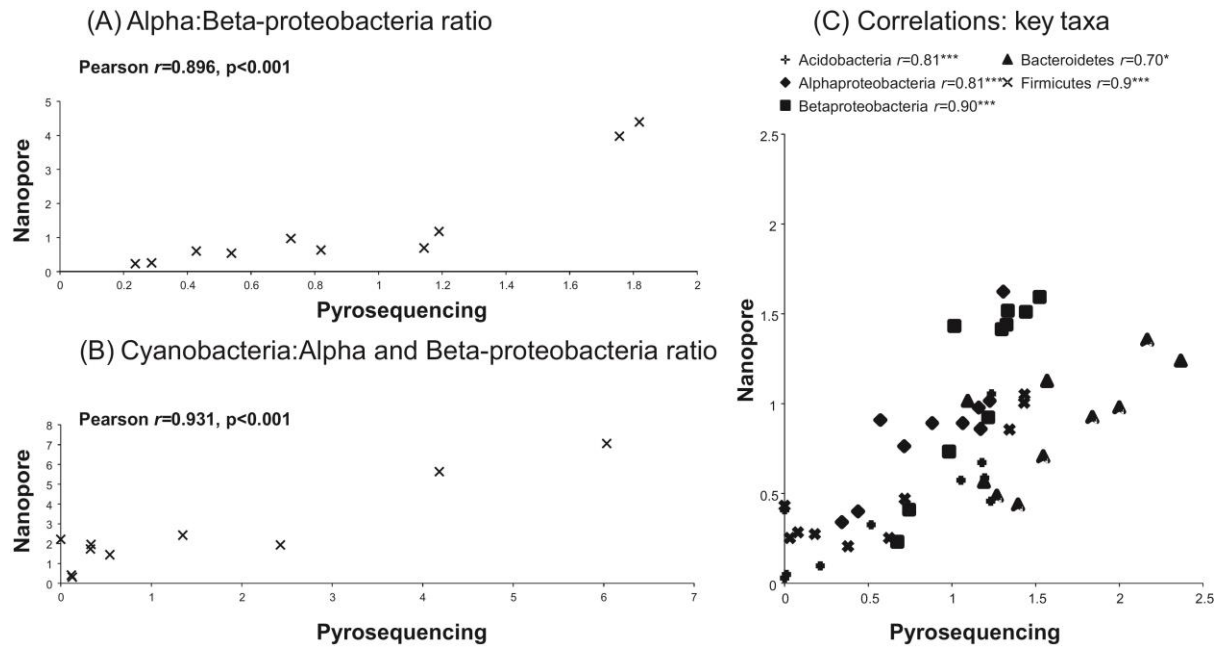 (A) Alpha:Beta-proteobacteria ratio
Pearson r=0.896, p<0.001
Nanopore
5
4
3
2
1
0
0 0.2 0.4 0.6 0.8 1 1.2 1.4 1.6 1.8 2
Pyrosequencing
(B) Cyanobacteria:Alpha and Beta-proteobacteria ratio
Pearson r=0.931, p<0.001
Nanopore
8
7
6
5
4
3
2
1
0
0 1 2 3 4 5 6 7
Pyrosequencing
(C) Correlations: key taxa
Acidobacteria r=0.81*** Bacteroidetes r=0.70*
Alphaproteobacteria r=0.81*** Firmicutes r=0.9***
Betaproteobacteria r=0.90***
Nanopore
2.5
2
1.5
1
0.5
0
0 0.5 1 1.5 2 2.5
Pyrosequencing